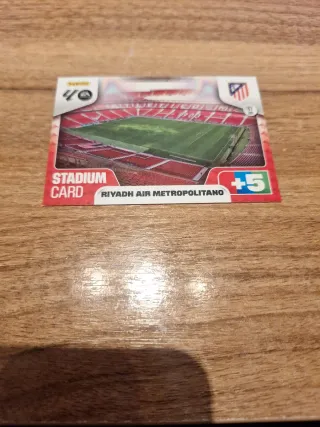 PANINI
STADIUM
CARD
RIYADH AIR METROPOLITANO
+5